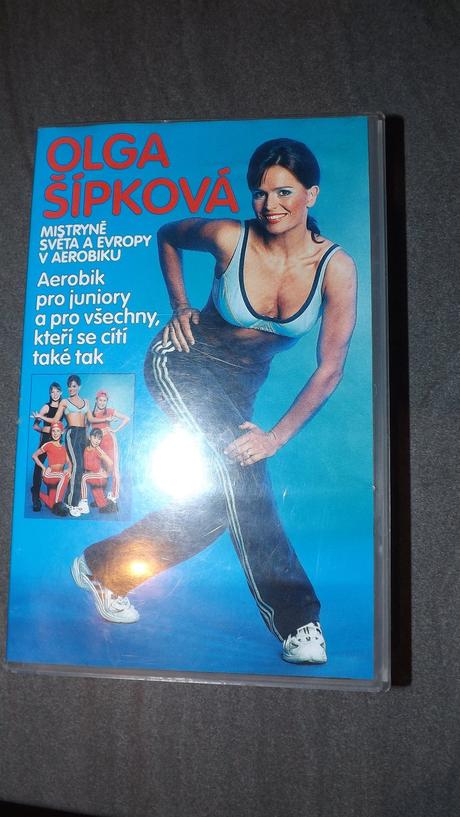 OLGA
ŠÍPKOVÁ
MISTRYNĚ
SVĚTA A EVROPY
V AEROBIKU
Aerobik
pro juniory
a pro všechny,
kteří se cítí
také tak